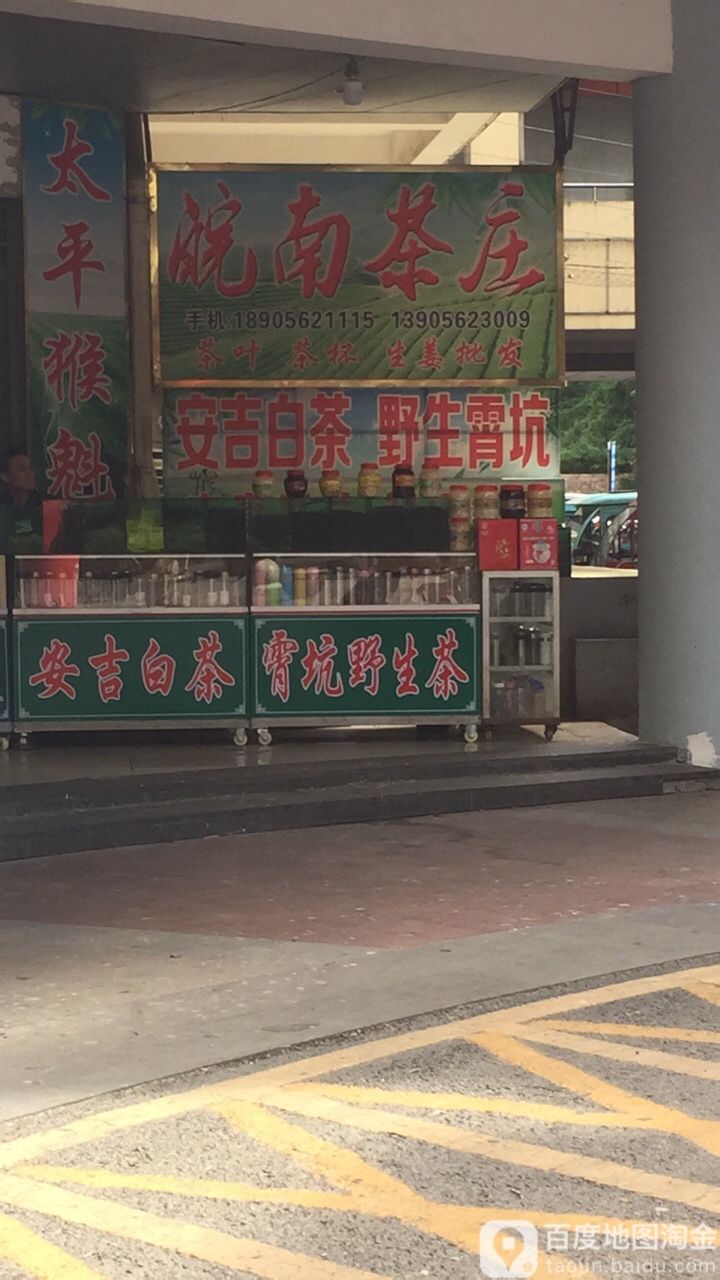 太平猴魁
皖南茶庄
手机:18905621115 13905623009
茶叶 茶杯 生姜批发
安吉白茶 野生霄坑
安吉白茶
霄坑野生茶
百度地图淘金
taojin.baidu.com